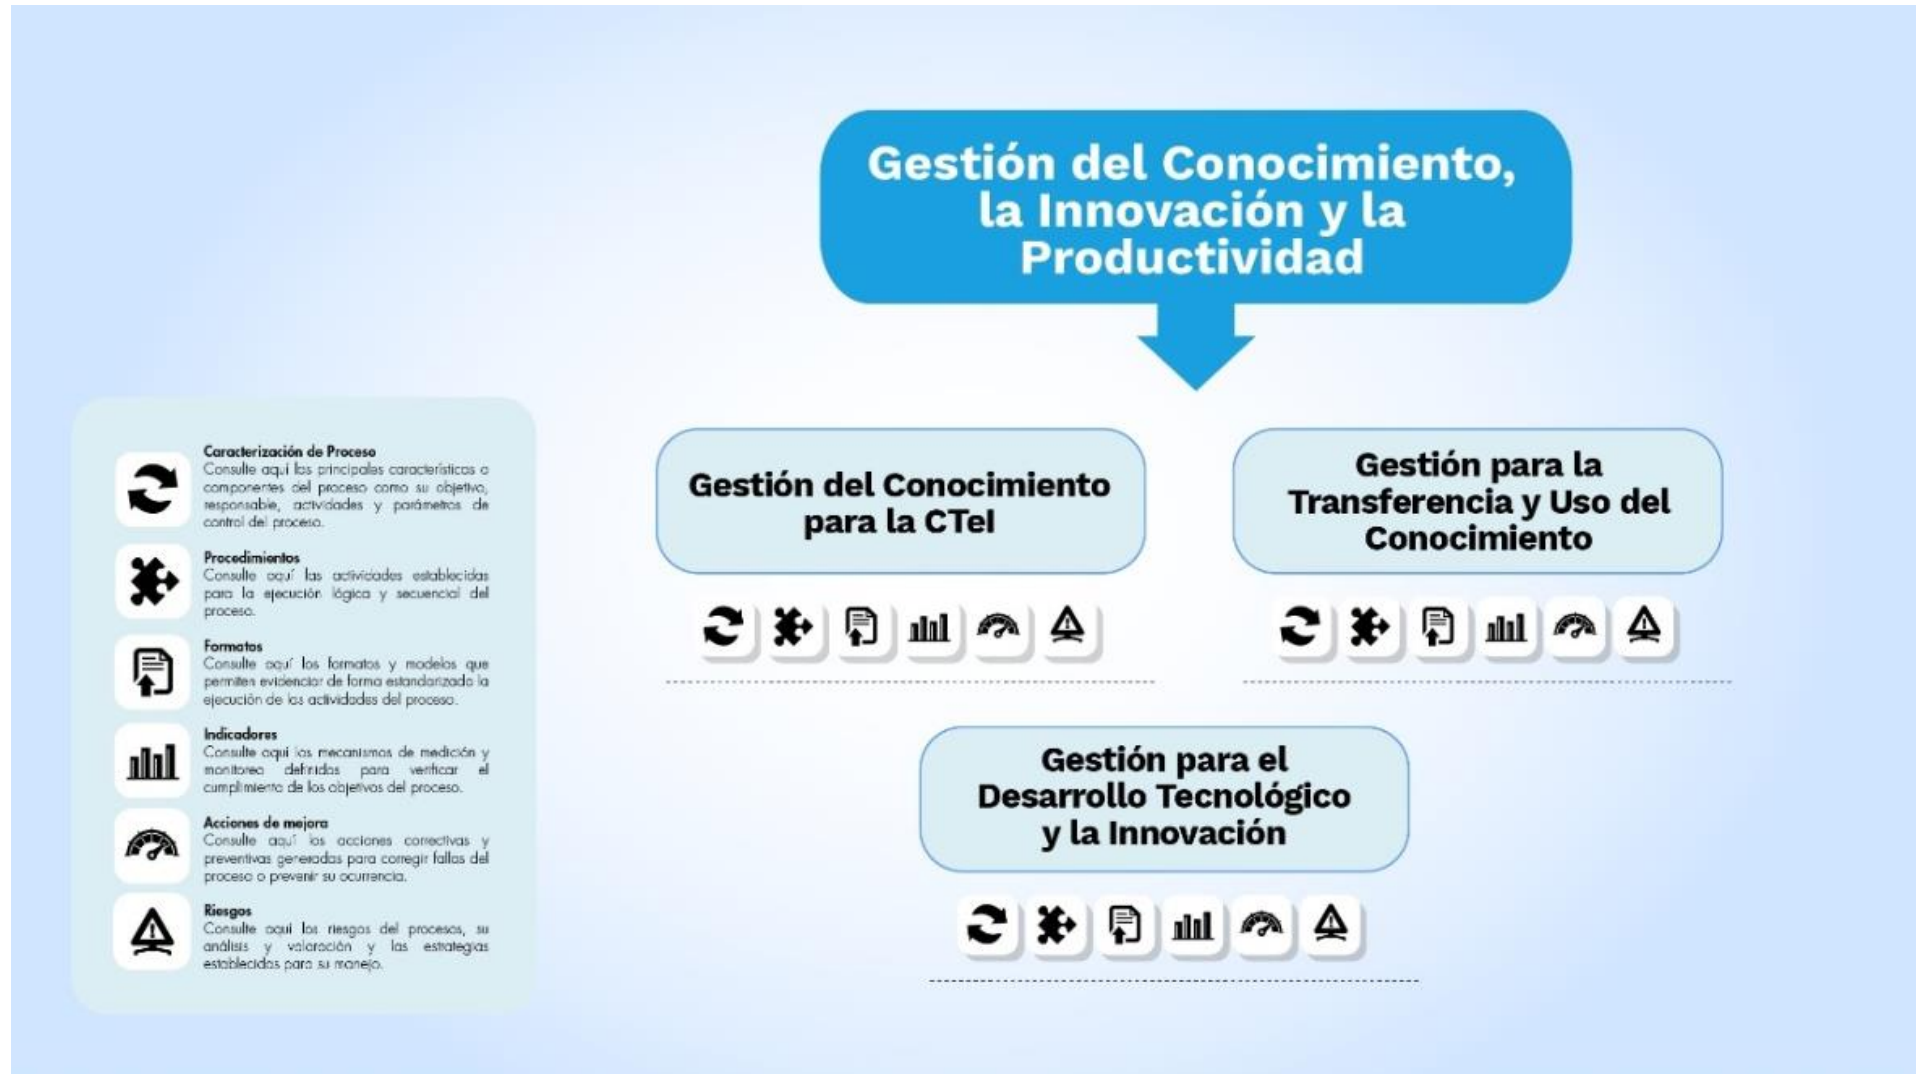 Gestión del Conocimiento,
la Innovación y la
Productividad
Gestión del Conocimiento
para la CTeI
Gestión para la
Transferencia y Uso del
Conocimiento
Gestión para el
Desarrollo Tecnológico
y la Innovación
Caracterización de Proceso
Consulte aquí las principales características o
componentes del proceso como su objetivo,
responsable, actividades y parámetros de
control del proceso.
Procedimientos
Consulte aquí las actividades establecidas
para la ejecución lógica y secuencial del
proceso.
Formatos
Consulte aquí los formatos y modelos que
permiten evidenciar de forma estandarizada la
ejecución de las actividades del proceso.
Indicadores
Consulte aquí los mecanismos de medición y
monitoreo definidos para verificar el
cumplimiento de los objetivos del proceso.
Acciones de mejora
Consulte aquí las acciones correctivas y
preventivas generadas para corregir fallas del
proceso o prevenir su ocurrencia.
Riesgos
Consulte aquí los riesgos del procesos, su
análisis y valoración y las estrategias
establecidas para su manejo.